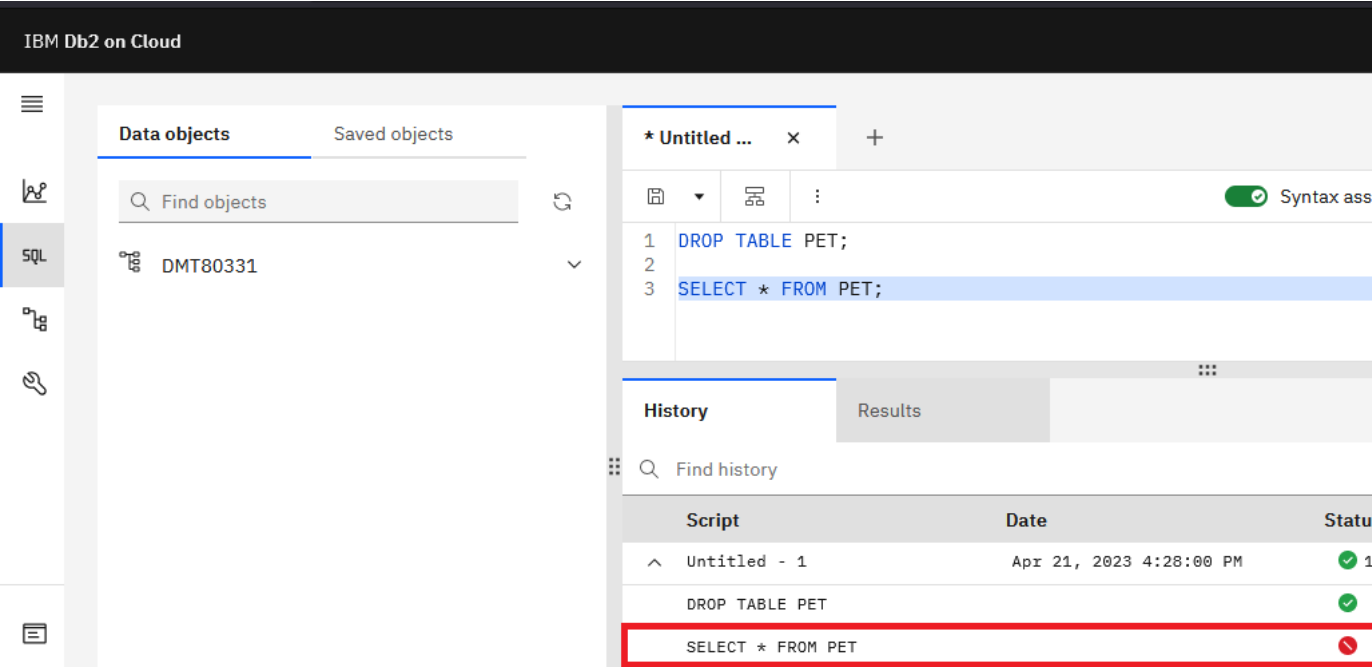 IBM Db2 on Cloud
Data objects
Saved objects
Find objects
SQL
DMT80331
* Untitled ...
Syntax ass
1 DROP TABLE PET;
2
3 SELECT * FROM PET;
History
Results
Find history
Script Date Statu
Untitled - 1 Apr 21, 2023 4:28:00 PM 1
DROP TABLE PET
SELECT * FROM PET